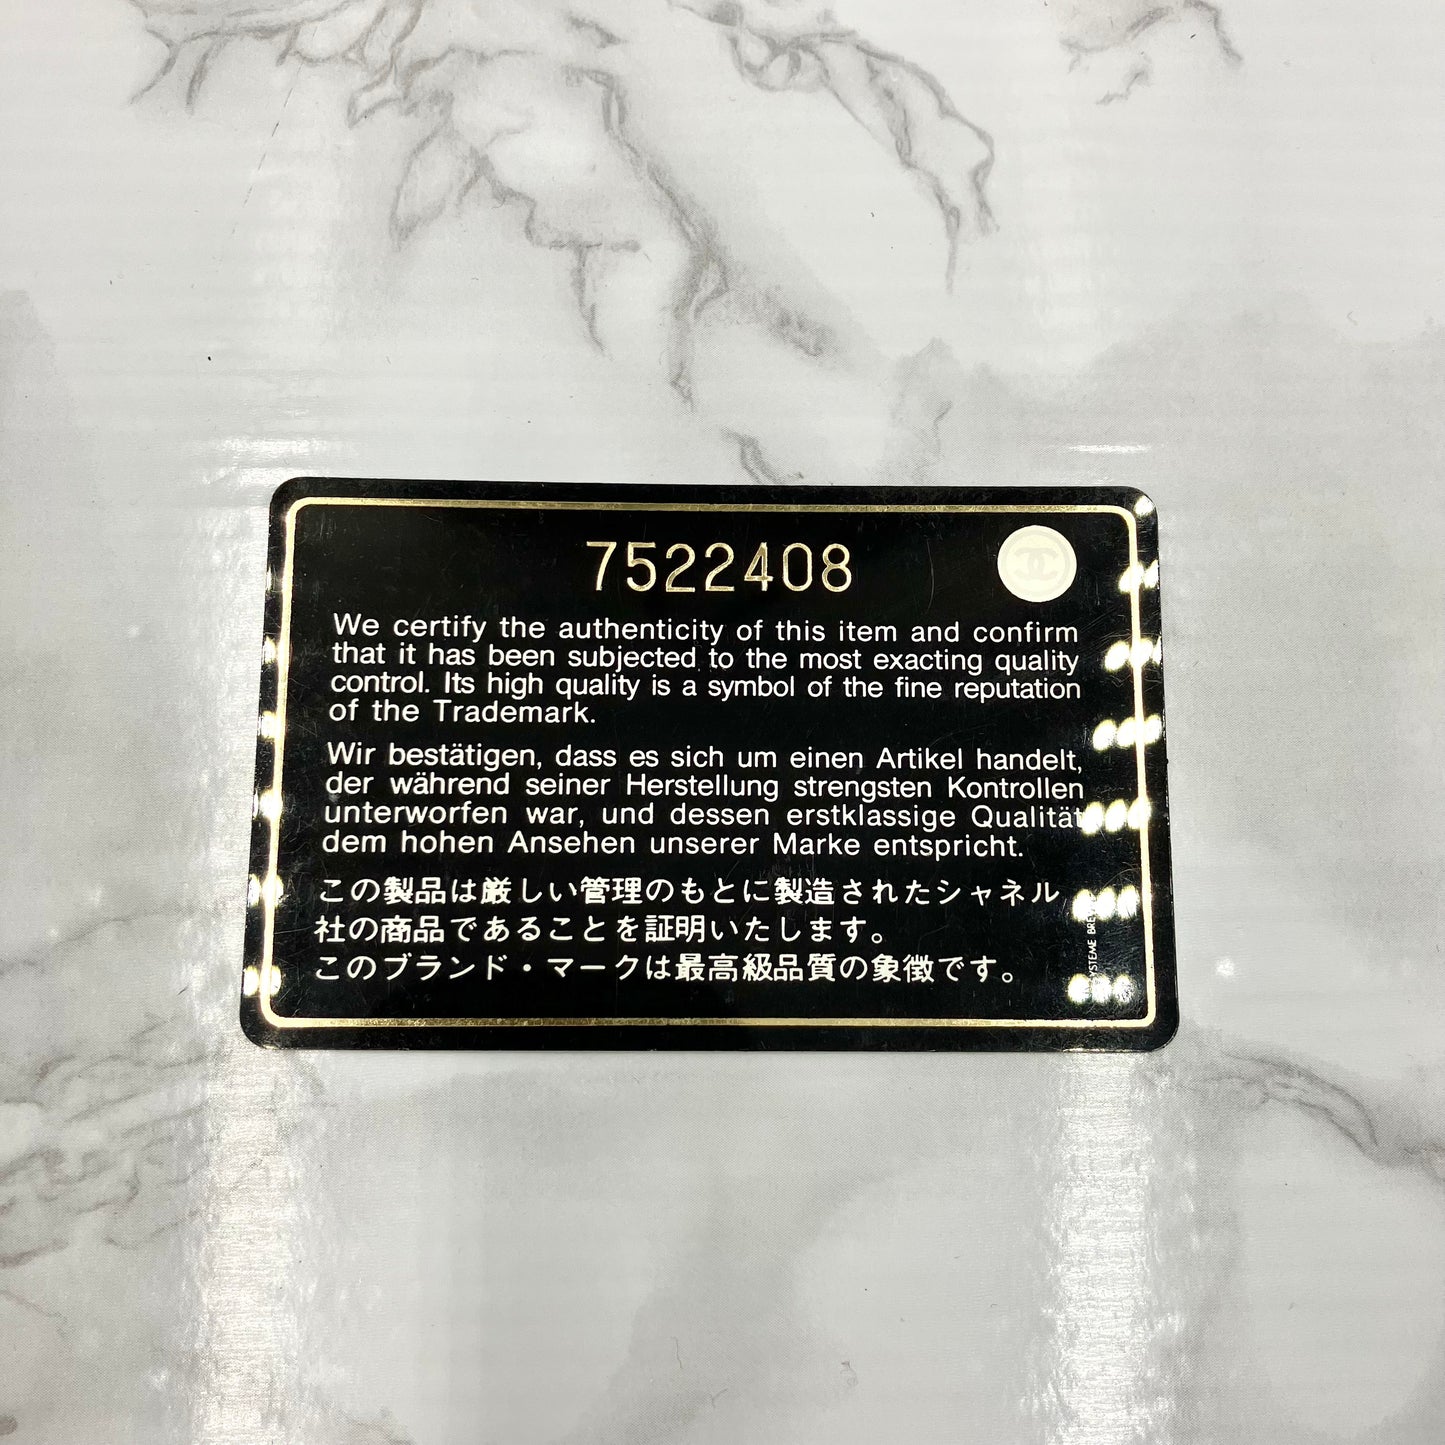 7522408
We certify the authenticity of this item and confirm
that it has been subjected to the most exacting quality
control. Its high quality is a symbol of the fine reputation
of the Trademark.
Wir bestätigen, dass es sich um einen Artikel handelt,
der während seiner Herstellung strengsten Kontrollen
unterworfen war, und dessen erstklassige Qualität
dem hohen Ansehen unserer Marke entspricht.
この製品は厳しい管理のもとに製造されたシャネル
社の商品であることを証明いたします。
このブランド・マークは最高級品質の象徴です。